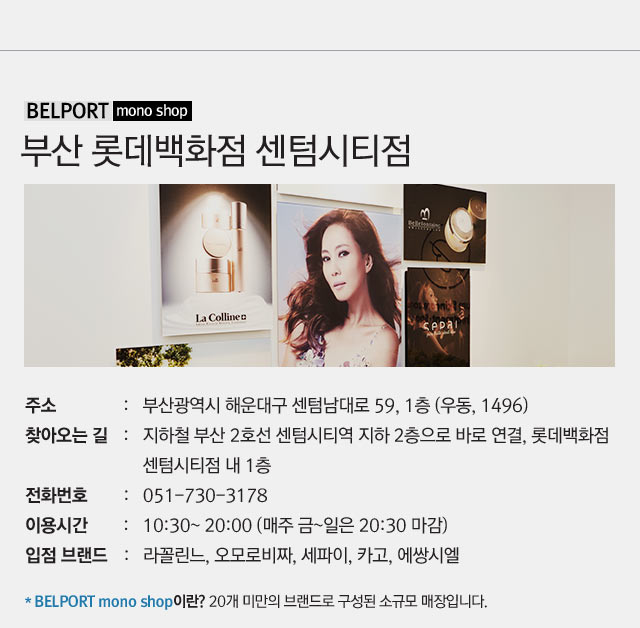 BELPORT mono shop
부산 롯데백화점 센텀시티점
La Colline
SEPAI
주소 : 부산광역시 해운대구 센텀남대로 59, 1층 (우동, 1496)
찾아오는 길 : 지하철 부산 2호선 센텀시티역 지하 2층으로 바로 연결, 롯데백화점
센텀시티점 내 1층
전화번호 : 051-730-3178
이용시간 : 10:30~ 20:00 (매주 금~일은 20:30 마감)
입점 브랜드 : 라꼴린느, 오모로비짜, 세파이, 카고, 에쌍시엘
* BELPORT mono shop이란? 20개 미만의 브랜드로 구성된 소규모 매장입니다.